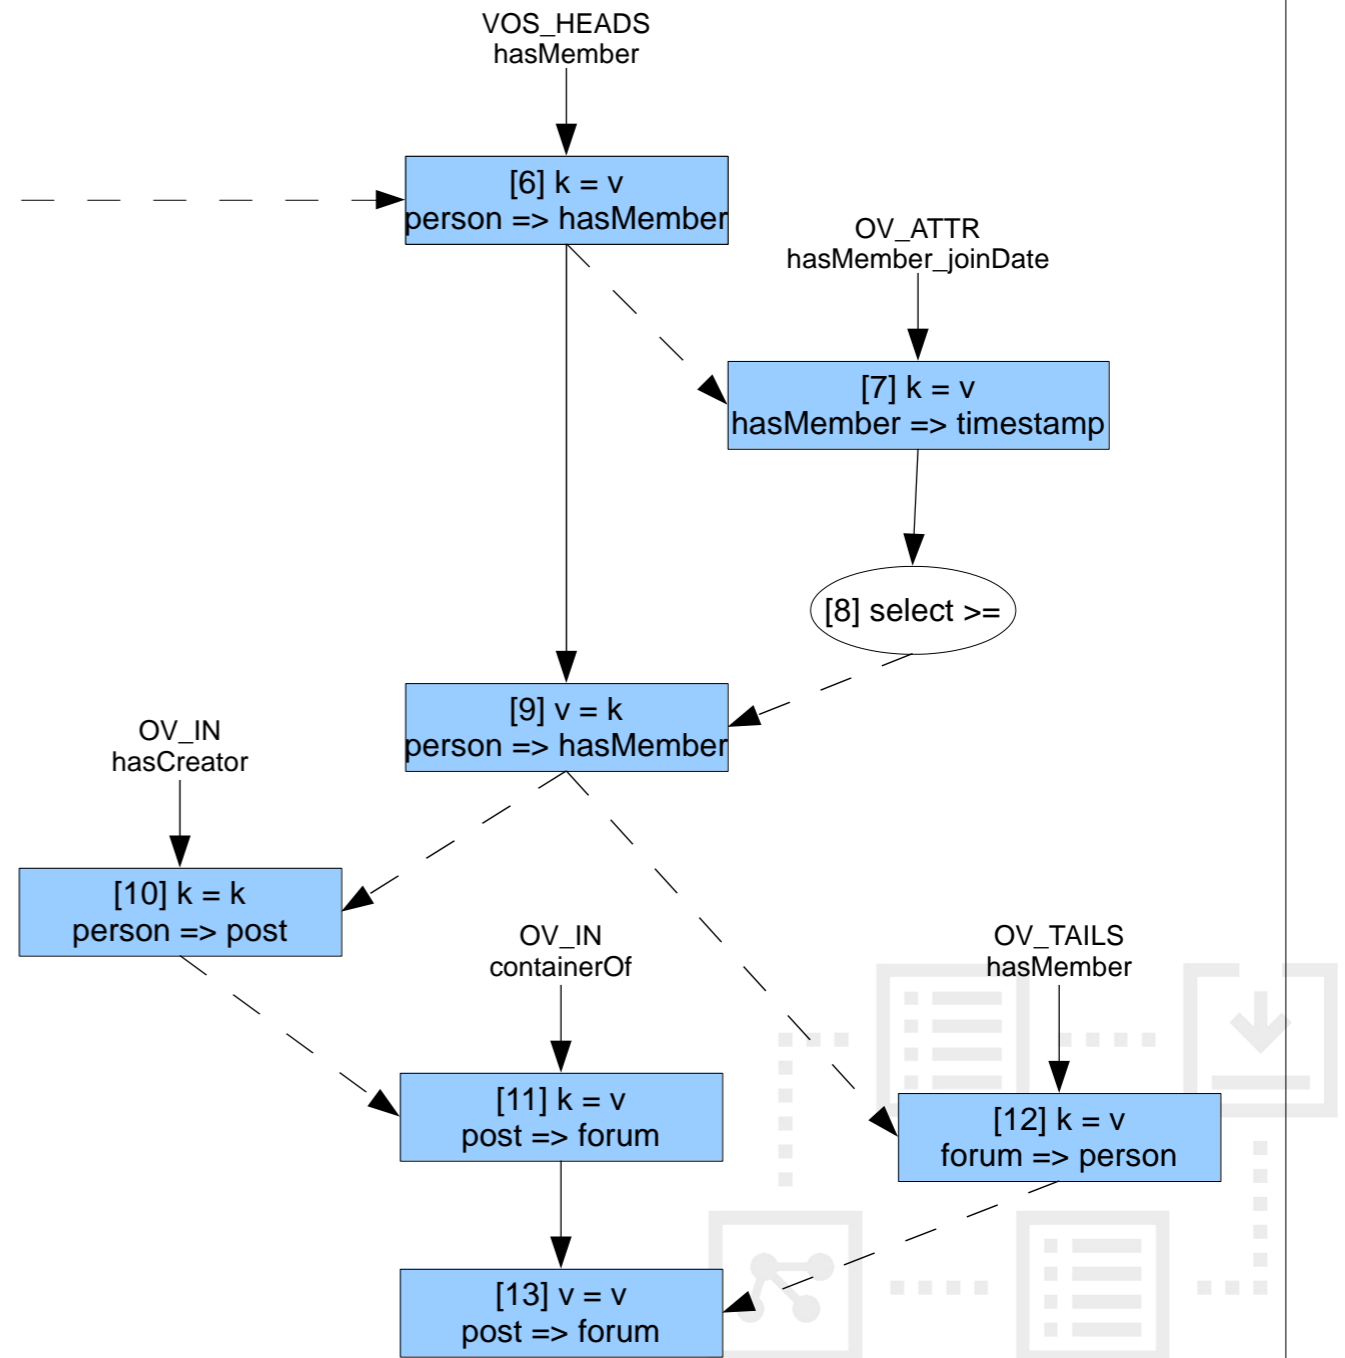 VOS_HEADS
hasMember
[6] k = v
person => hasMember
OV_ATTR
hasMember_joinDate
[7] k = v
hasMember => timestamp
[8] select >=
[9] v = k
person => hasMember
OV_IN
hasCreator
[10] k = k
person => post
OV_IN
containerOf
OV_TAILS
hasMember
[11] k = v
post => forum
[12] k = v
forum => person
[13] v = v
post => forum